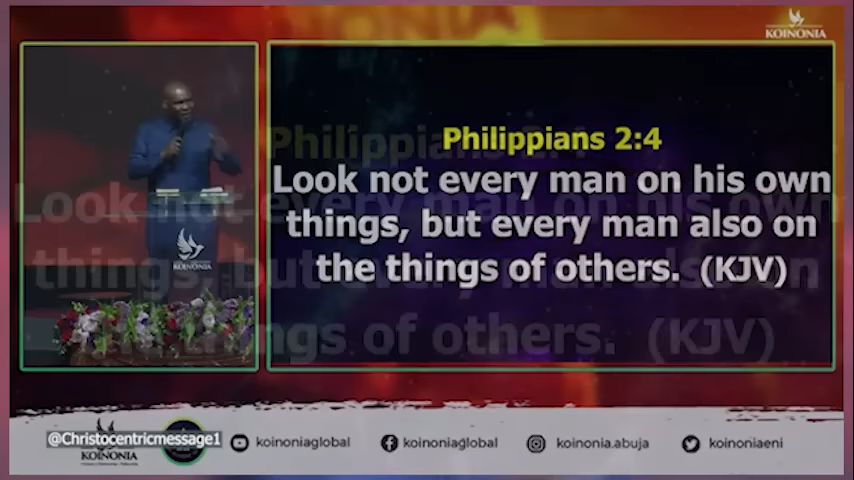 KOINONIA
Philippians 2:4
Look not every man on his own
things, but every man also on
the things of others. (KJV)
KOINONIA
@Christocentricmessage1
KOINONIA
koinoniaglobal
koinoniaglobal
koinonia.abuja
koinoniaeni